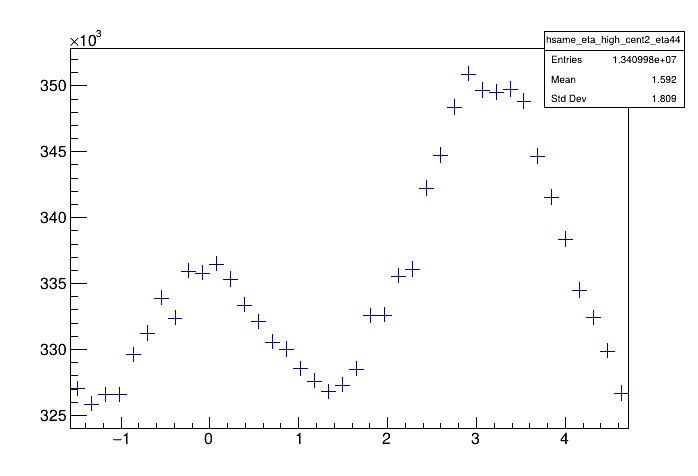 ×10³
hsame_eta_high_cent2_eta44
Entries 1.340998e+07
Mean 1.592
Std Dev 1.809
350
345
340
335
330
325
−1 0 1 2 3 4